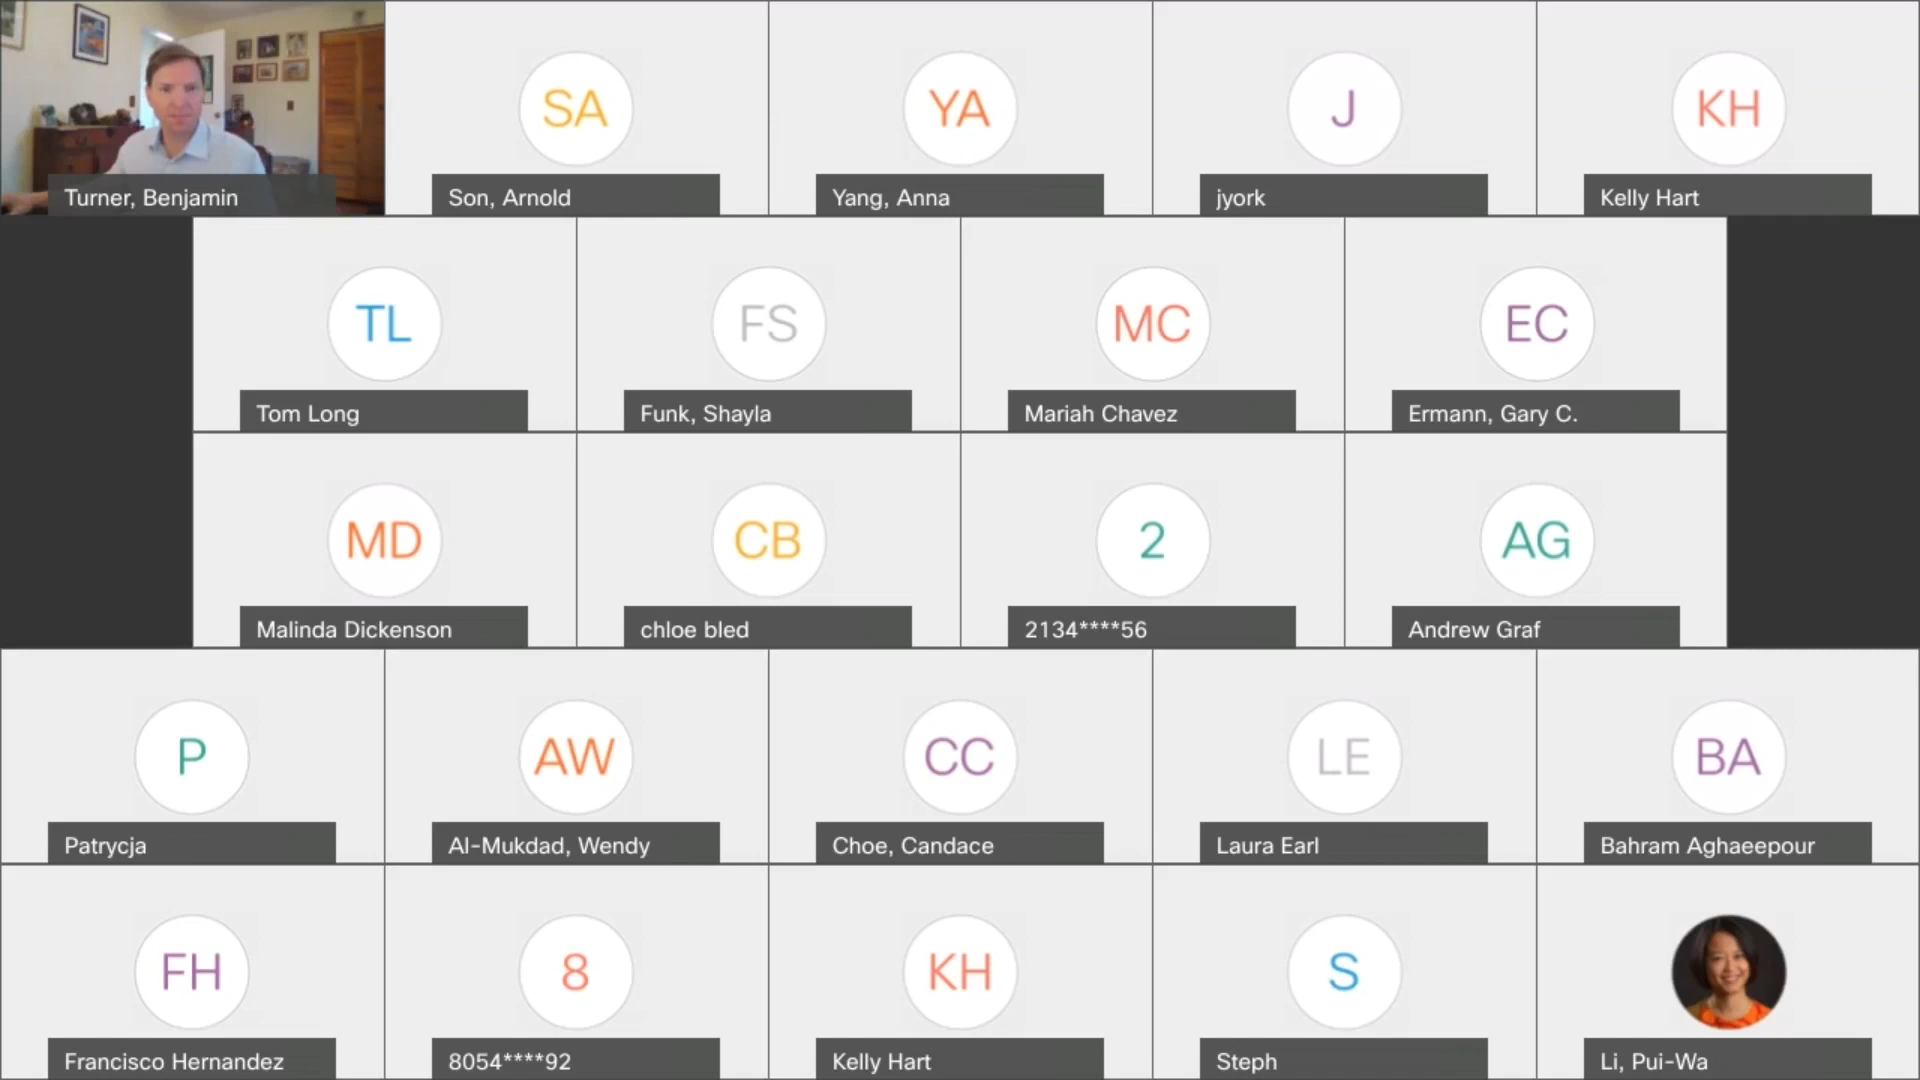 SA
YA
J
KH
Turner, Benjamin
Son, Arnold
Yang, Anna
jyork
Kelly Hart
TL
FS
MC
EC
Tom Long
Funk, Shayla
Mariah Chavez
Ermann, Gary C.
MD
CB
2
AG
Malinda Dickenson
chloe bled
2134****56
Andrew Graf
P
AW
CC
LE
BA
Patrycja
Al-Mukdad, Wendy
Choe, Candace
Laura Earl
Bahram Aghaeepour
FH
8
KH
S
Francisco Hernandez
8054****92
Kelly Hart
Steph
Li, Pui-Wa